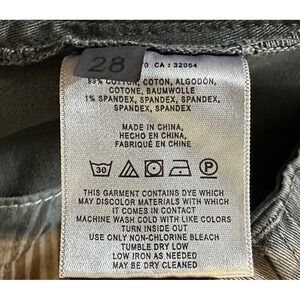 28
0 CA: 32054
99% COTTON, COTON, ALGODÓN,
COTONE, BAUMWOLLE
1% SPANDEX, SPANDEX, SPANDEX,
SPANDEX, SPANDEX
MADE IN CHINA,
HECHO EN CHINA,
FABRIQUÉ EN CHINE
30 P
THIS GARMENT CONTAINS DYE WHICH
MAY DISCOLOR MATERIALS WITH WHICH
IT COMES IN CONTACT
MACHINE WASH COLD WITH LIKE COLORS
TURN INSIDE OUT
USE ONLY NON-CHLORINE BLEACH
TUMBLE DRY LOW
LOW IRON AS NEEDED
MAY BE DRY CLEANED